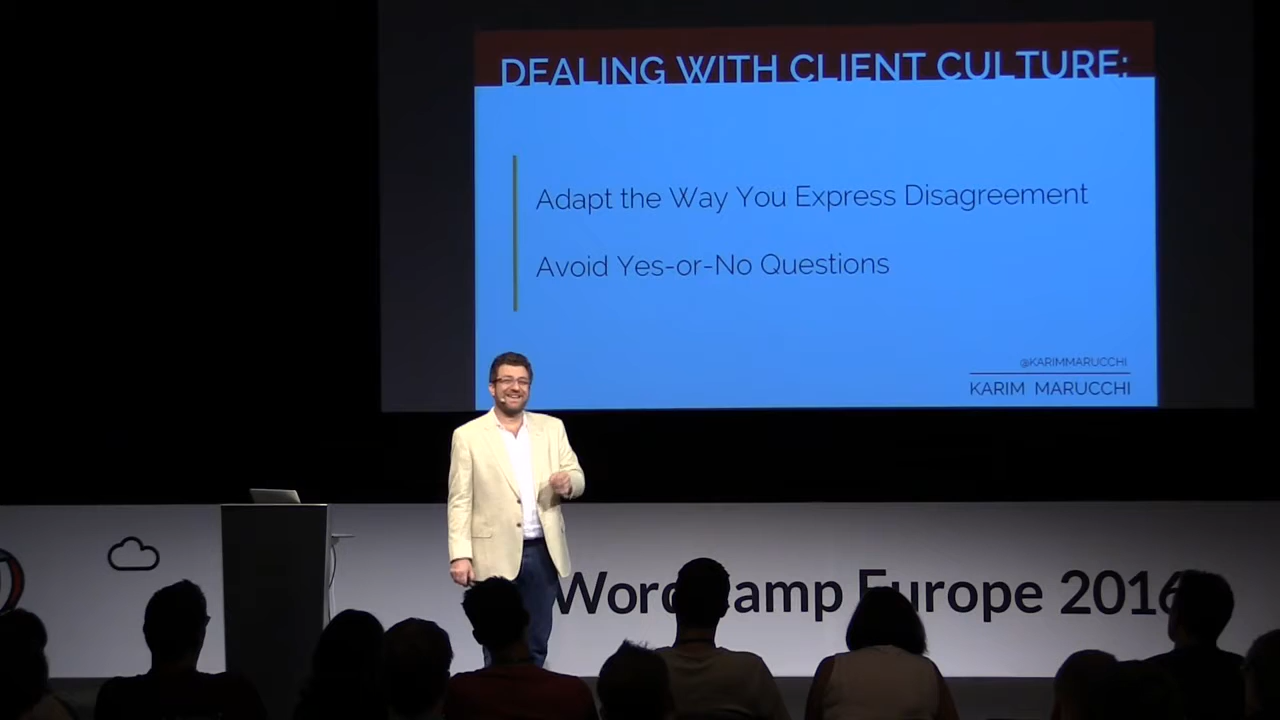 DEALING WITH CLIENT CULTURE:
Adapt the Way You Express Disagreement
Avoid Yes-or-No Questions
@KARIMMARUCCHI
KARIM MARUCCHI
WordCamp Europe 2016